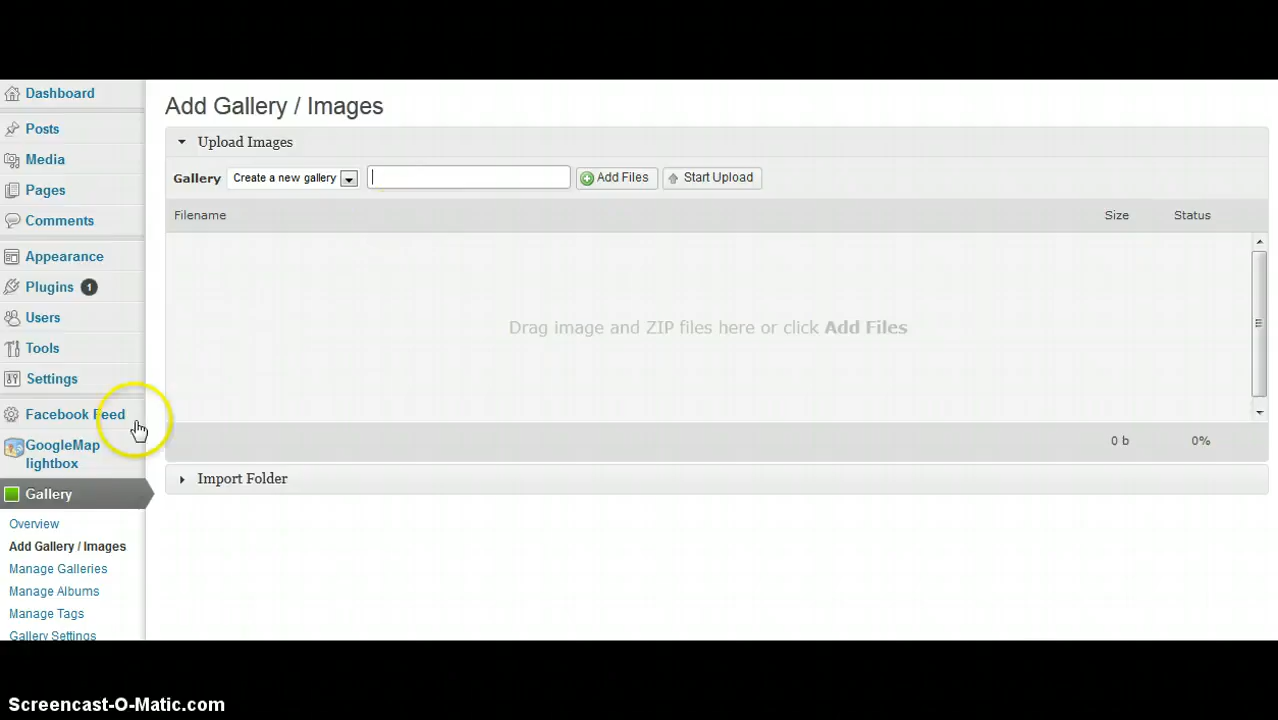 Dashboard
Posts
Media
Pages
Comments
Appearance
Plugins 1
Users
Tools
Settings
Facebook Feed
GoogleMap
lightbox
Gallery
Overview
Add Gallery / Images
Manage Galleries
Manage Albums
Manage Tags
Gallery Settings
Add Gallery / Images
Upload Images
Gallery Create a new gallery Add Files Start Upload
Filename Size Status
Drag image and ZIP files here or click Add Files
0 b 0%
Import Folder
Screencast-O-Matic.com